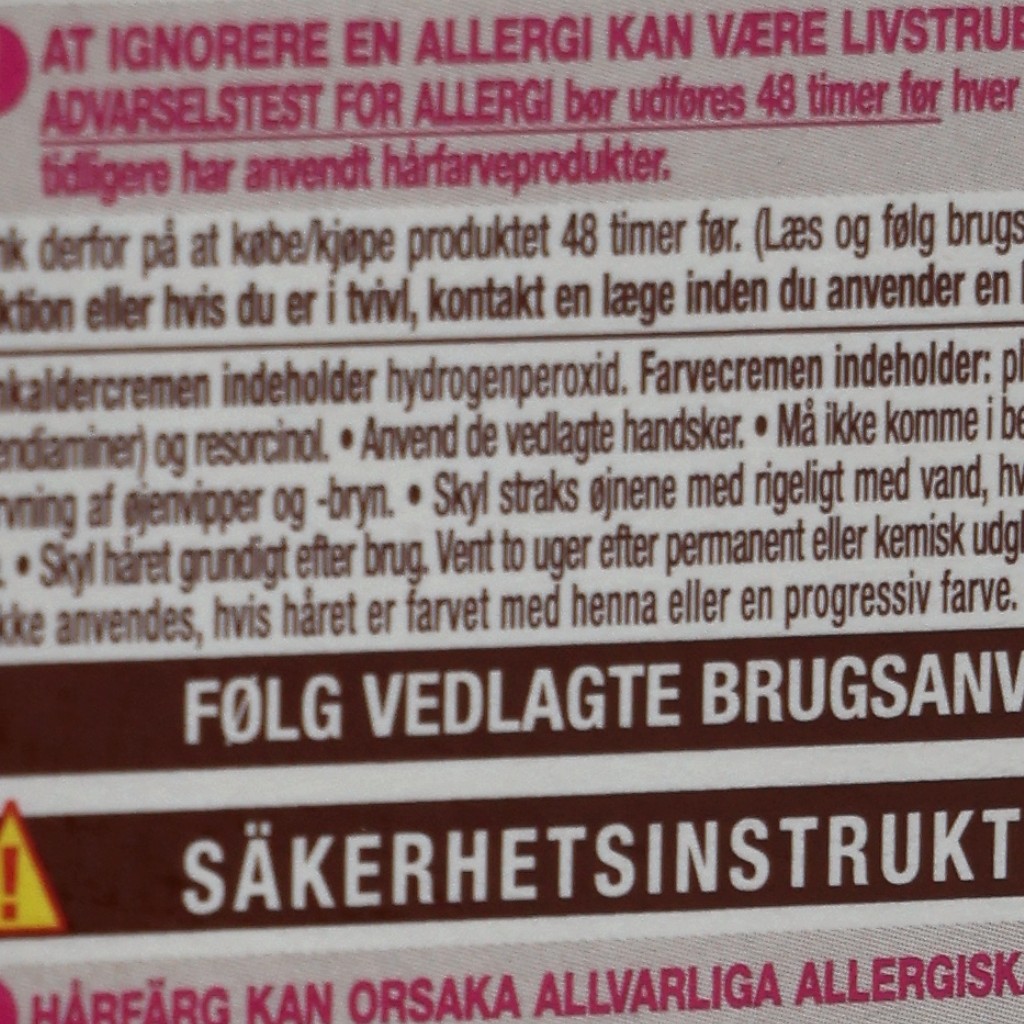 AT IGNORERE EN ALLERGI KAN VÆRE
ADVARSELSTEST FOR ALLERGI bør udføres 48 timer før hver
tidligere har anvendt hårfarveprodukter.
derfor på at købe/kjøpe produktet 48 timer før. (Læs og følg
eller hvis du er i tvivl, kontakt en læge inden du anvender en
indeholder hydrogenperoxid. Farvecremen indeholder:
og resorcinol. • Anvend de vedlagte handsker. • Må ikke komme i
af øjenvipper og -bryn. • Skyl straks øjnene med rigeligt med vand,
• Skyl håret grundigt efter brug. Vent to uger efter permanent eller kemisk
anvendes, hvis håret er farvet med henna eller en progressiv farve.
FØLG VEDLAGTE
SÄKERHETSINSTRUKT
HÅRFÄRG KAN ORSAKA ALLVARLIGA